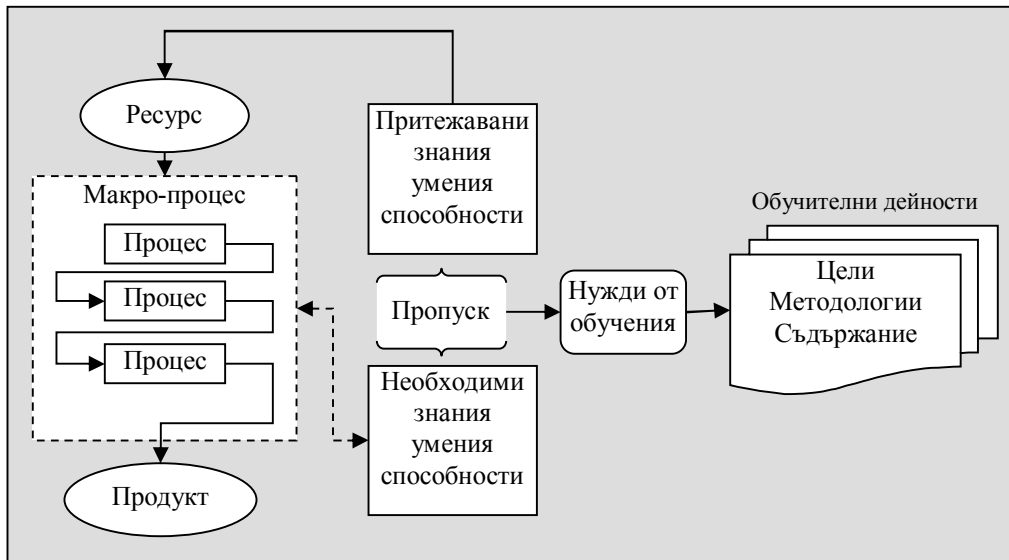 Ресурс
Макро-процес
Процес
Процес
Процес
Продукт
Притежавани
знания
умения
способности
Пропуск
Необходими
знания
умения
способности
Нужди от
обучения
Обучителни дейности
Цели
Методологии
Съдържание